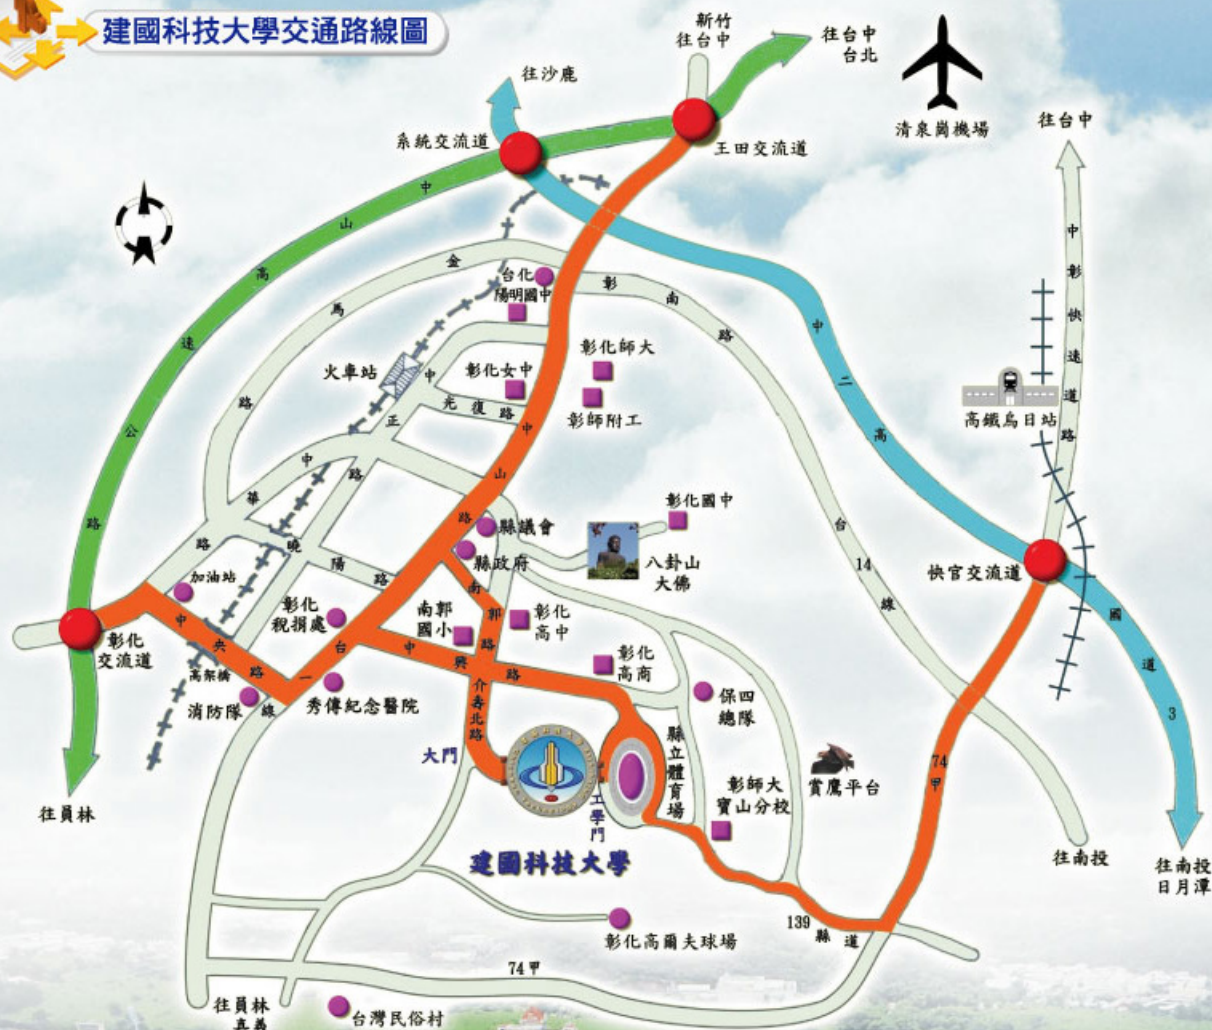 建國科技大學交通路線圖
新竹
往台中
往台中
台北
往沙鹿
清泉崗機場
往台中
系統交流道
王田交流道
中山高速公路
金馬路
台化
陽明國中
彰南路
中彰快速道路
火車站
中正路
彰化女中
光復路
彰化師大
彰師附工
中山路
中二高
高鐵烏日站
中華路
縣議會
縣政府
彰化國中
八卦山
大佛
台14線
快官交流道
曉陽路
加油站
彰化
稅捐處
南郭
國小
南郭路
彰化
高中
彰化
交流道
中央路
高架橋
消防隊
台一線
秀傳紀念醫院
中興路
介壽北路
彰化
高商
保四
總隊
國道3
大門
工學門
縣立體育場
彰師大
寶山分校
賞鷹平台
74甲
往員林
建國科技大學
往南投
往南投
日月潭
彰化高爾夫球場
139縣道
74甲
往員林
嘉義
台灣民俗村